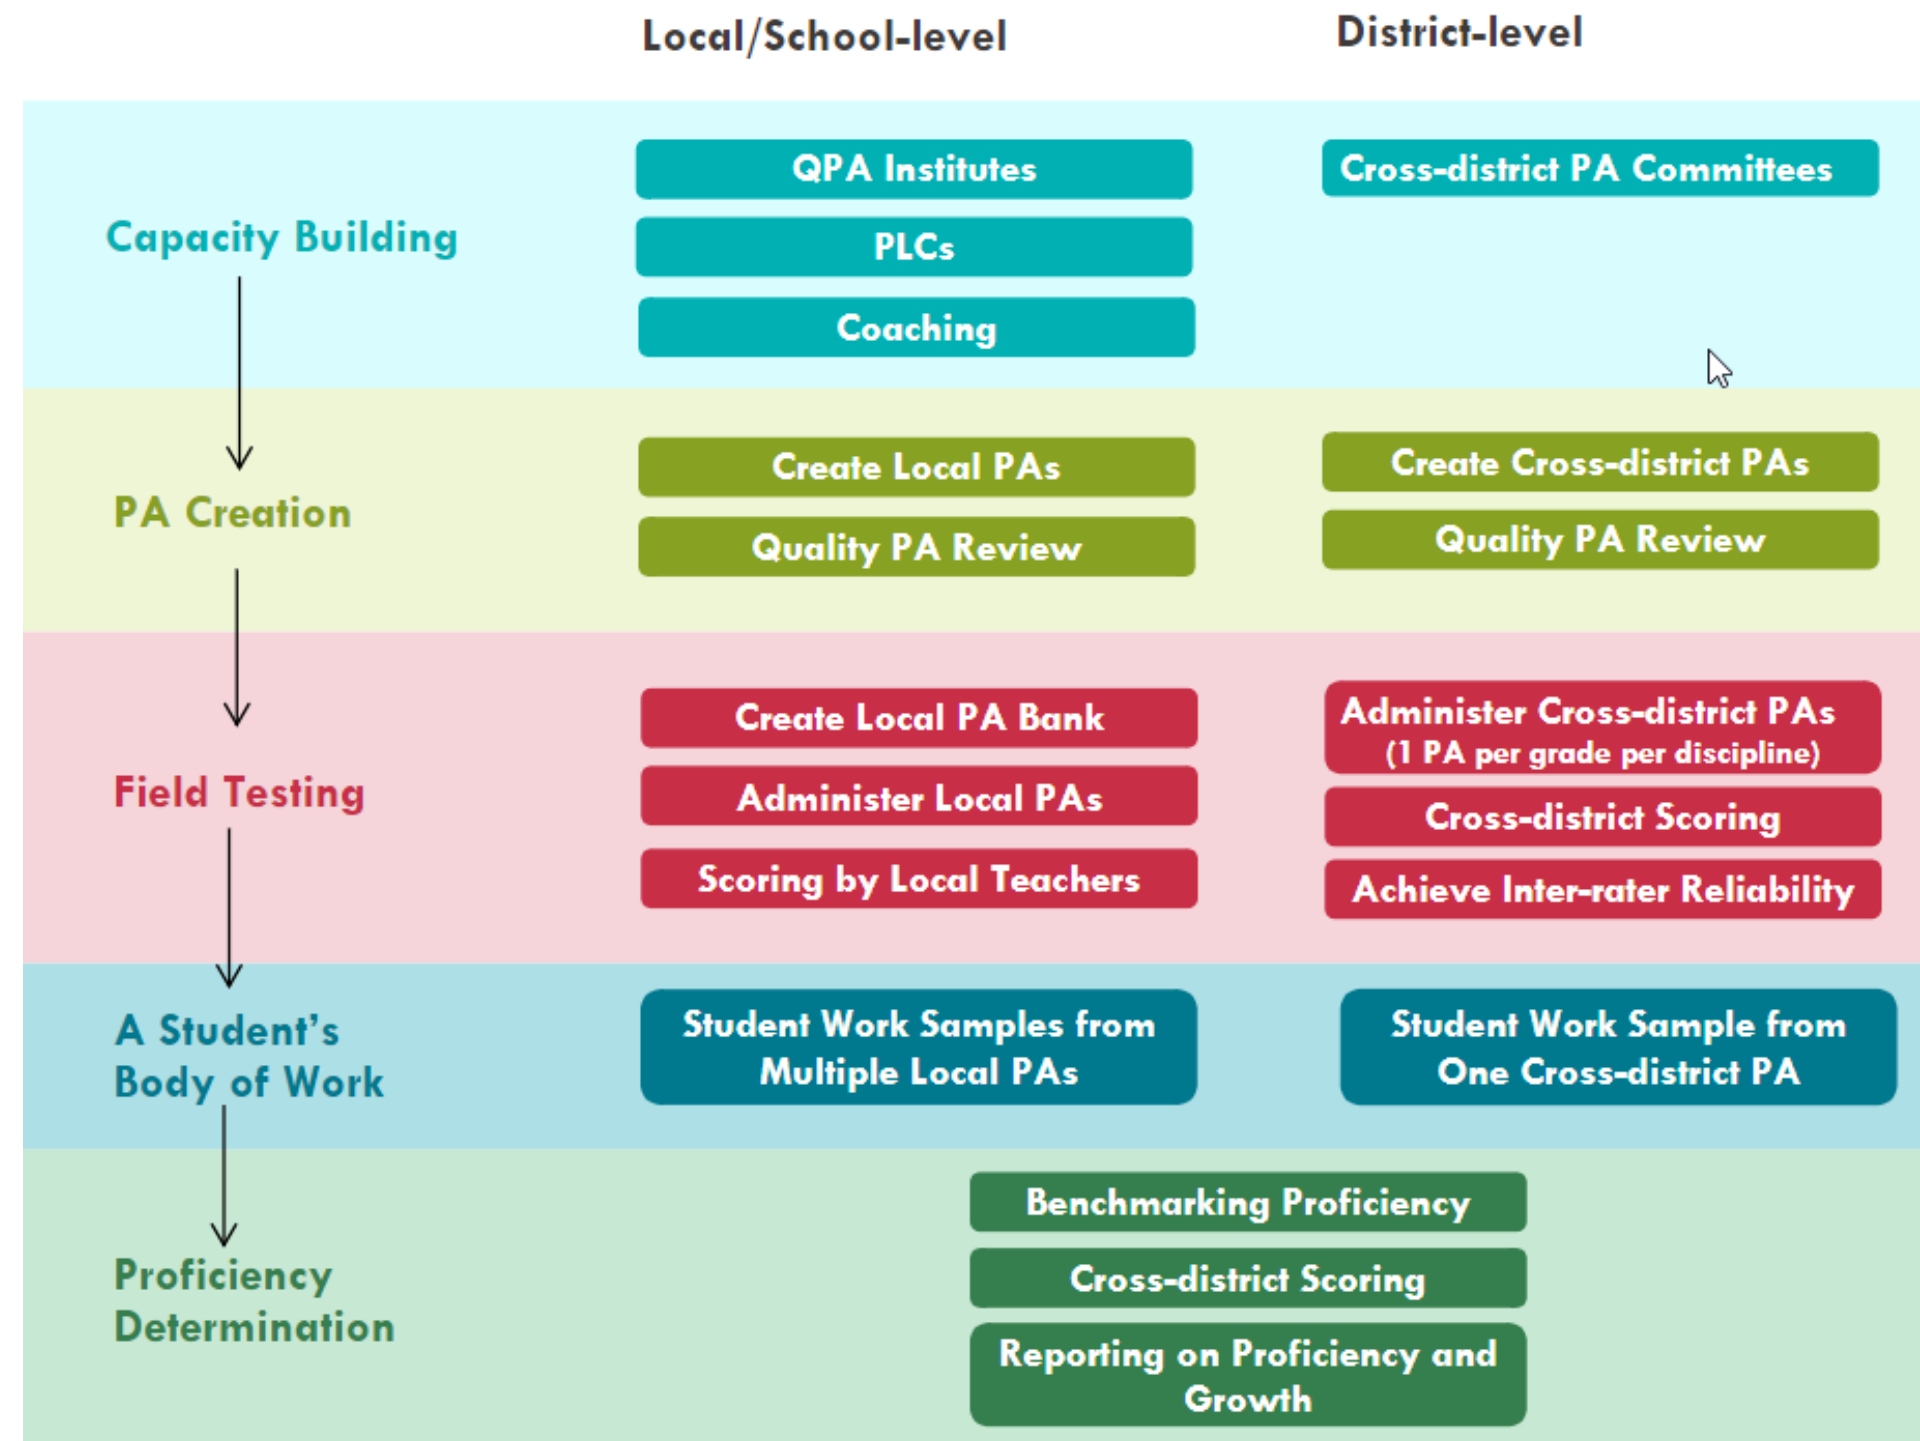 Local/School-level
District-level
Capacity Building
QPA Institutes
PLCs
Coaching
Cross-district PA Committees
PA Creation
Create Local PAs
Quality PA Review
Create Cross-district PAs
Quality PA Review
Field Testing
Create Local PA Bank
Administer Local PAs
Scoring by Local Teachers
Administer Cross-district PAs
(1 PA per grade per discipline)
Cross-district Scoring
Achieve Inter-rater Reliability
A Student's
Body of Work
Student Work Samples from
Multiple Local PAs
Student Work Sample from
One Cross-district PA
Proficiency
Determination
Benchmarking Proficiency
Cross-district Scoring
Reporting on Proficiency and
Growth